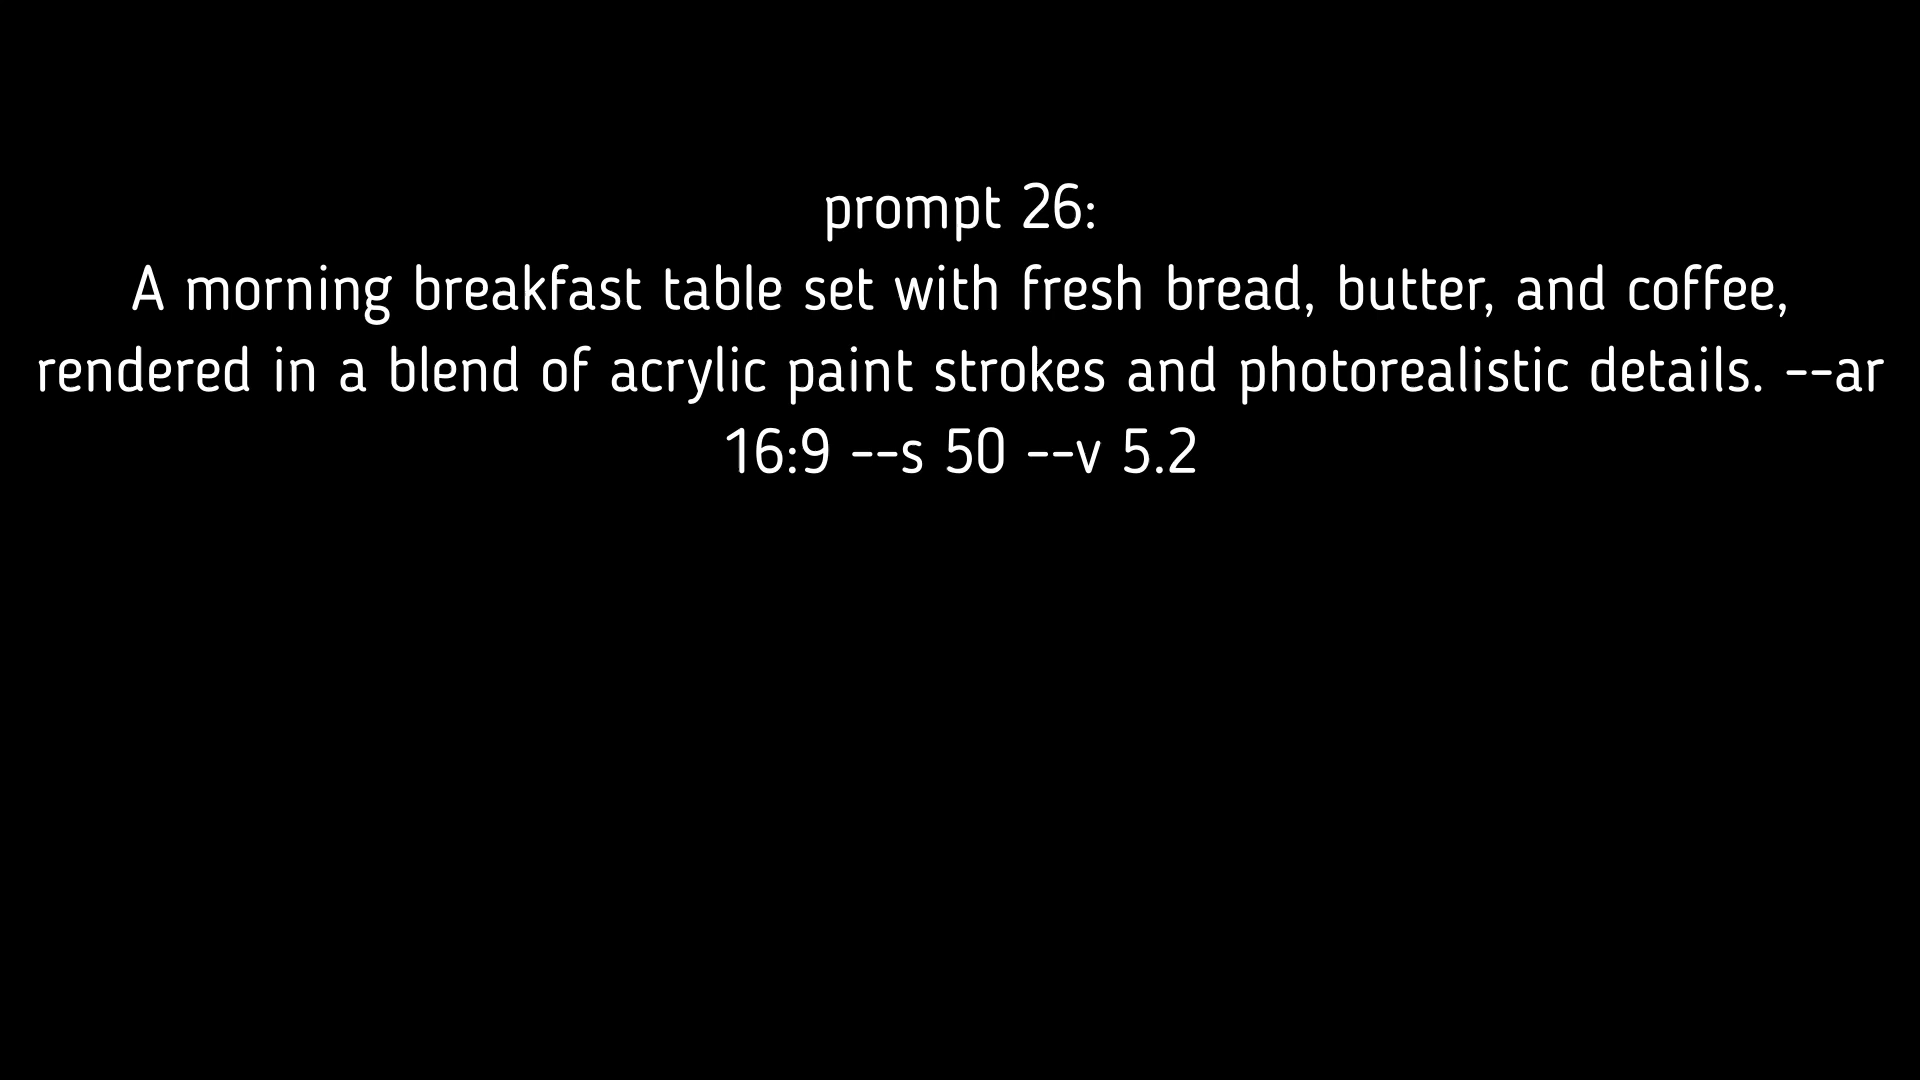 prompt 26:
A morning breakfast table set with fresh bread, butter, and coffee,
rendered in a blend of acrylic paint strokes and photorealistic details. --ar
16:9 --s 50 --v 5.2